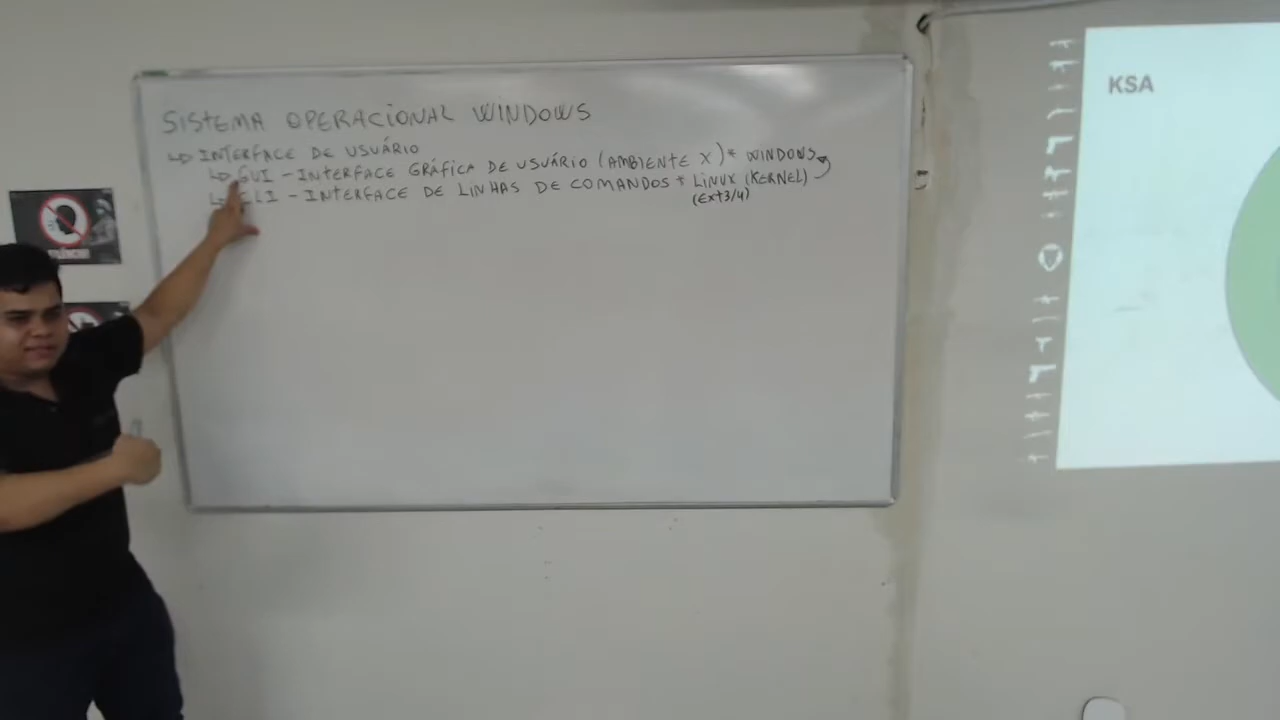 SISTEMA OPERACIONAL WINDOWS
↳ INTERFACE DE USUÁRIO
↳ GUI - INTERFACE GRÁFICA DE USUÁRIO (AMBIENTE X) * WINDOWS
↳ CLI - INTERFACE DE LINHAS DE COMANDOS * LINUX (KERNEL)
(Ext3/4)
KSA